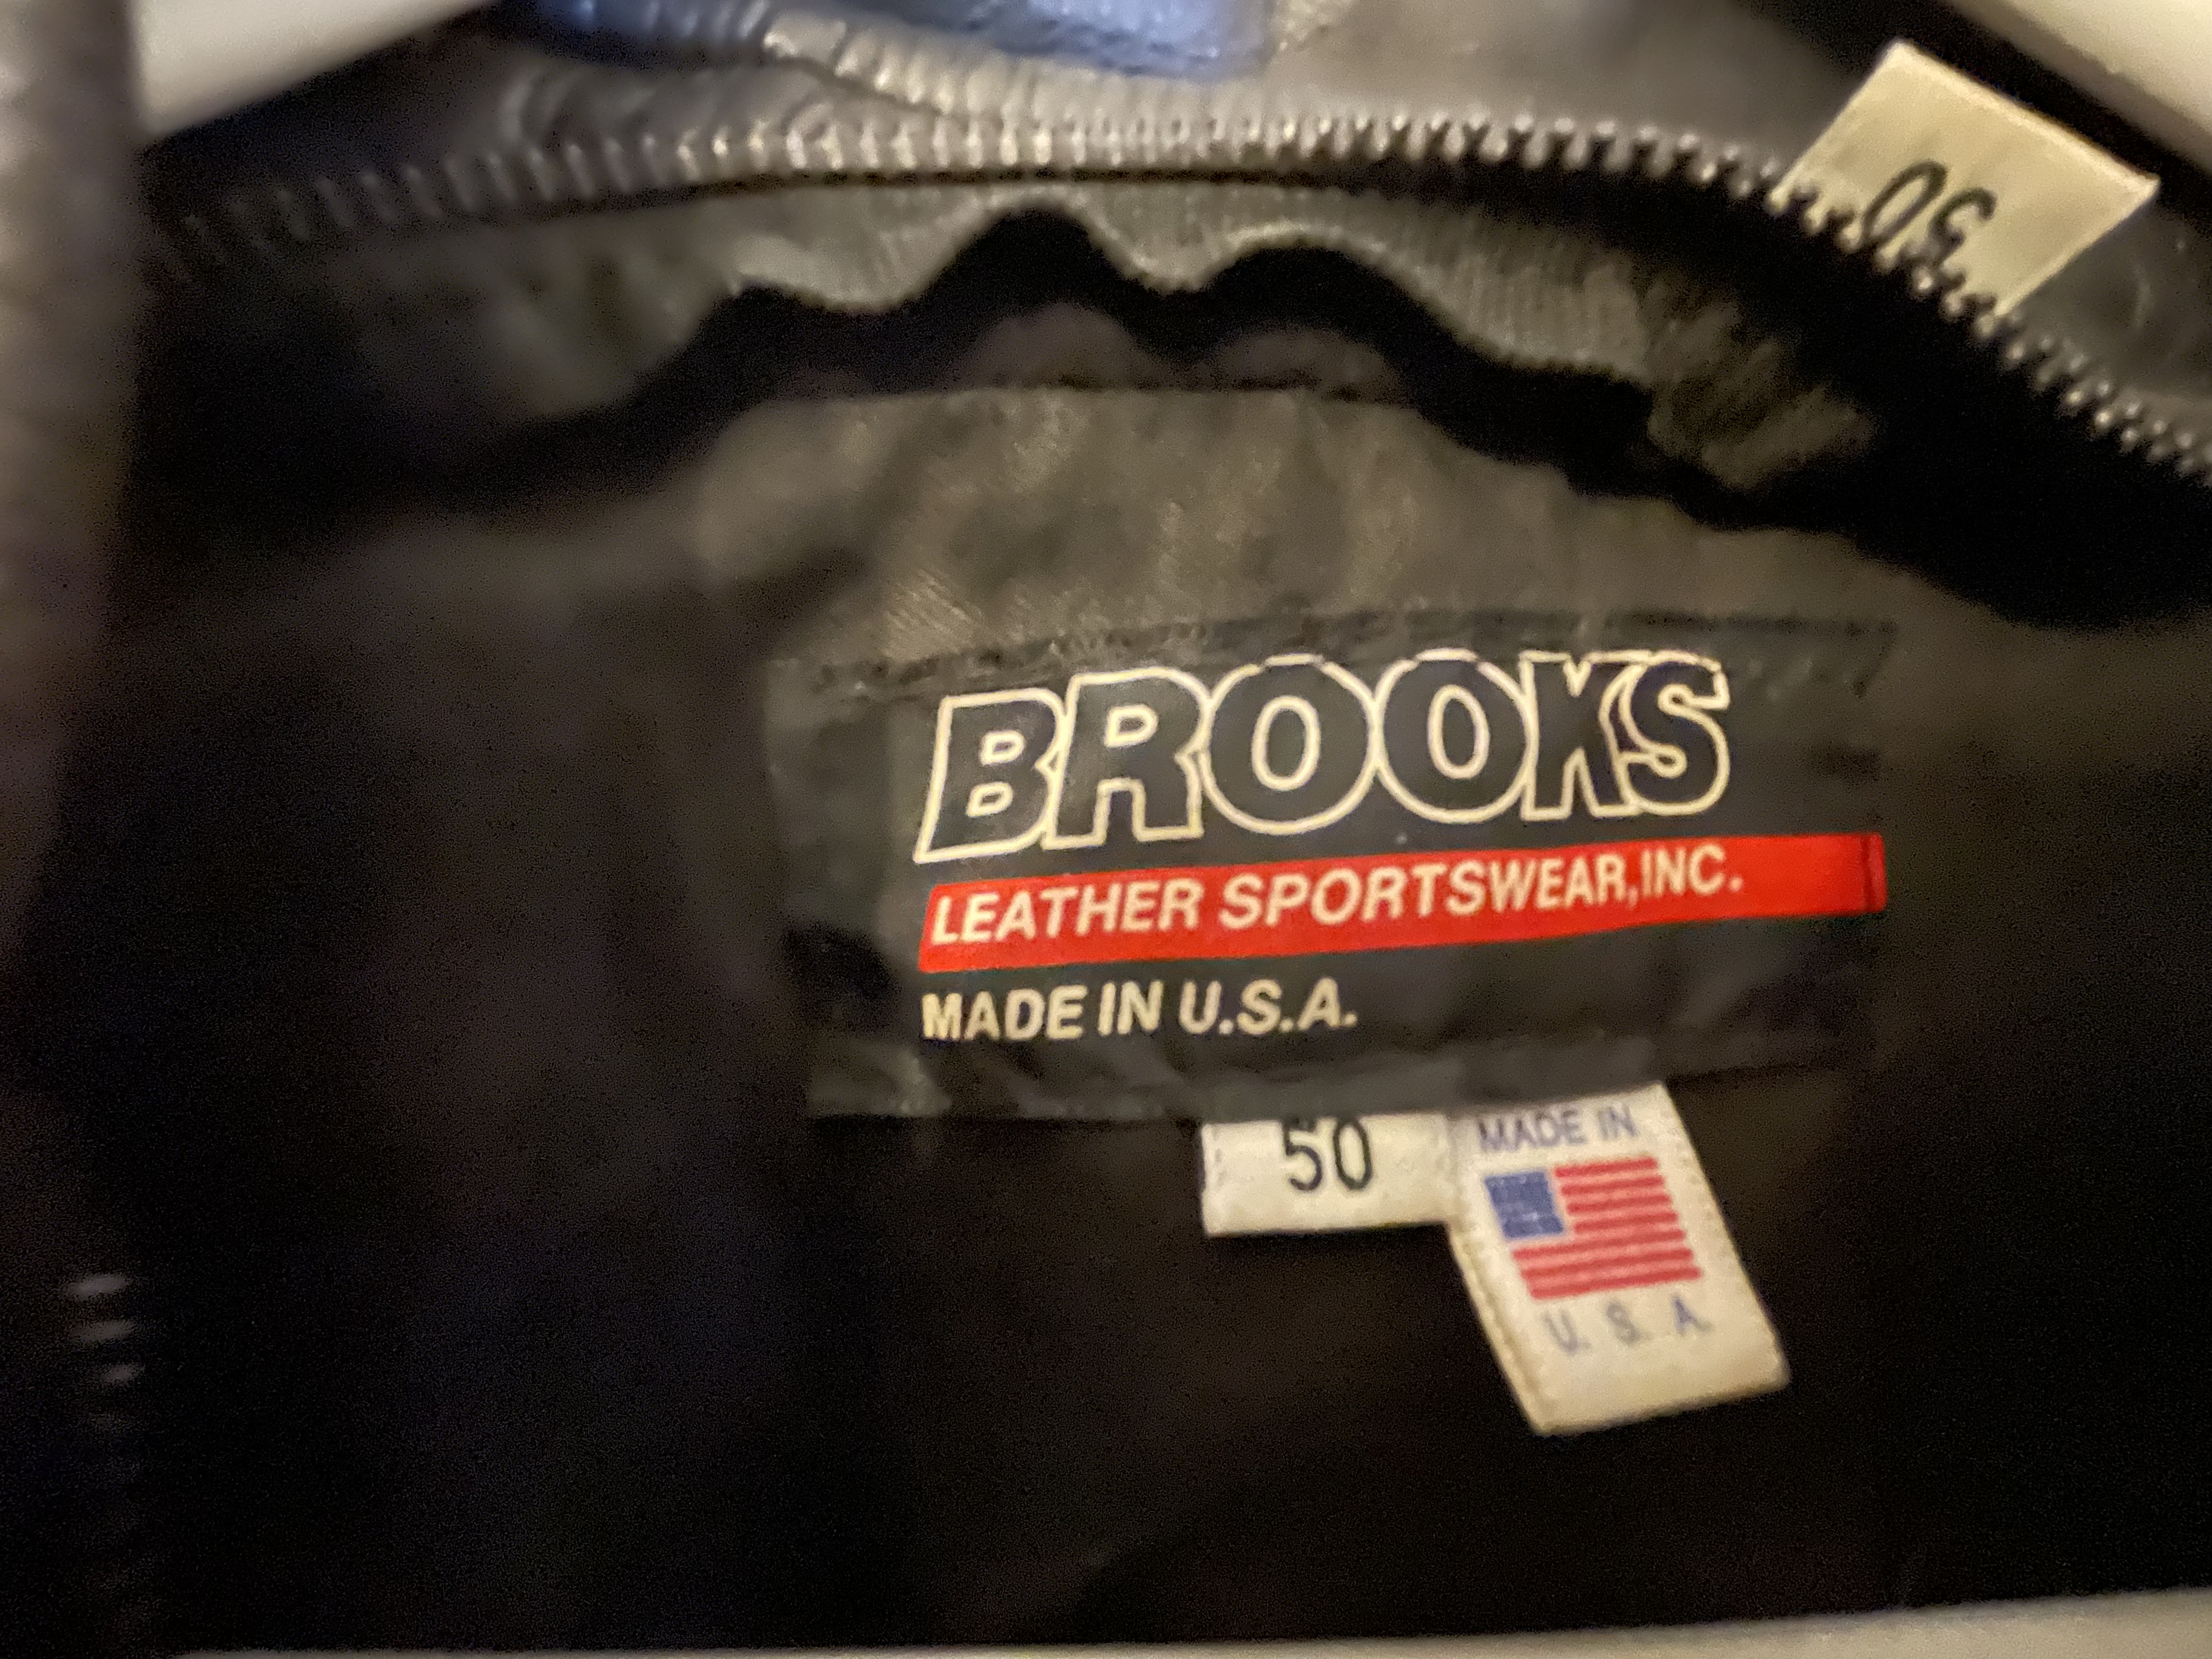 50
BROOKS
LEATHER SPORTSWEAR,INC.
MADE IN U.S.A.
50
MADE IN
U. S. A.